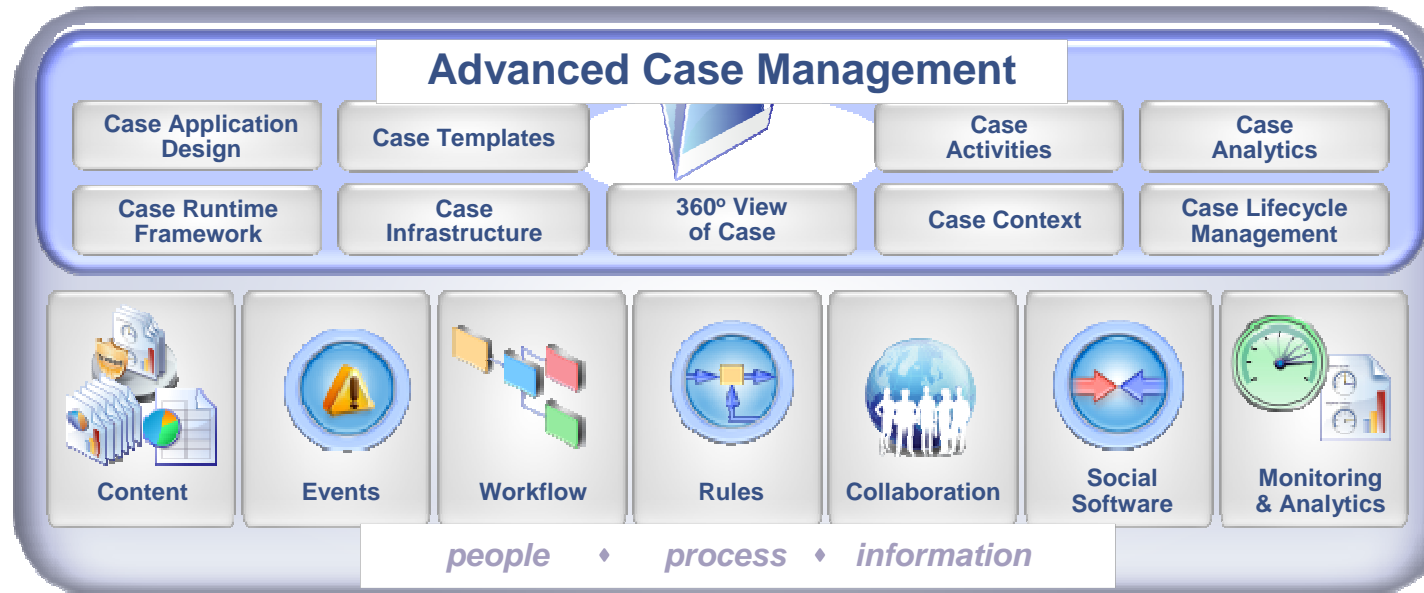 Advanced Case Management
Case Application
Design
Case Templates
Case
Activities
Case
Analytics
Case Runtime
Framework
Case
Infrastructure
360º View
of Case
Case Context
Case Lifecycle
Management
Content
Events
Workflow
Rules
Collaboration
Social
Software
Monitoring
& Analytics
people ♦ process ♦ information